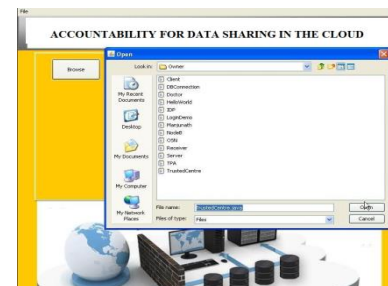 File
ACCOUNTABILITY FOR DATA SHARING IN THE CLOUD
Browse
Open
Look in: Owner
My Recent Documents
Desktop
My Documents
My Computer
My Network Places
Client
DBConnection
Doctor
HelloWorld
IDP
LoginDemo
Manjunath
NodeB
OSN
Receiver
Server
TPA
TrustedCentre
File name: TrustedCentre.java
Open
Files of type: Files
Cancel